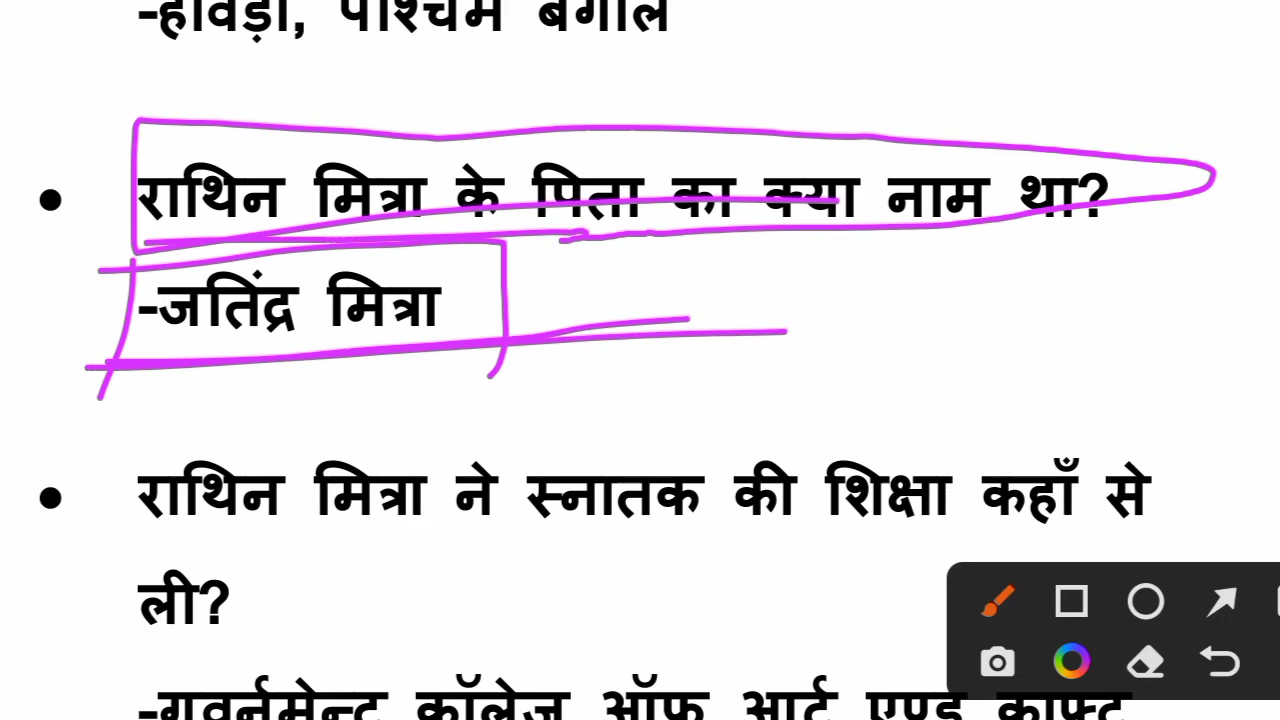 -हावड़ा, पश्चिम बंगाल
राथिन मित्रा के पिता का क्या नाम था?
-जतिंद्र मित्रा
राथिन मित्रा ने स्नातक की शिक्षा कहाँ से
ली?
-गवर्नमेन्ट कॉलेज ऑफ़ आर्ट एण्ड क्राफ्ट